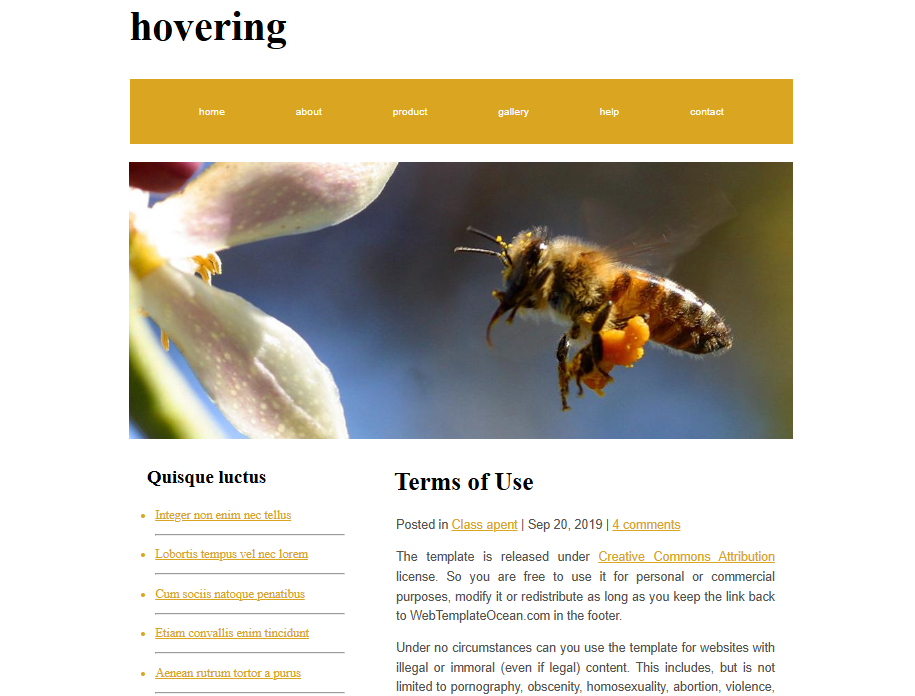 hovering
home about product gallery help contact
Quisque luctus
Integer non enim nec tellus
Lobortis tempus vel nec lorem
Cum sociis natoque penatibus
Etiam convallis enim tincidunt
Aenean rutrum tortor a purus
Terms of Use
Posted in Class apent | Sep 20, 2019 | 4 comments
The template is released under Creative Commons Attribution
license. So you are free to use it for personal or commercial
purposes, modify it or redistribute as long as you keep the link back
to WebTemplateOcean.com in the footer.
Under no circumstances can you use the template for websites with
illegal or immoral (even if legal) content. This includes, but is not
limited to pornography, obscenity, homosexuality, abortion, violence,